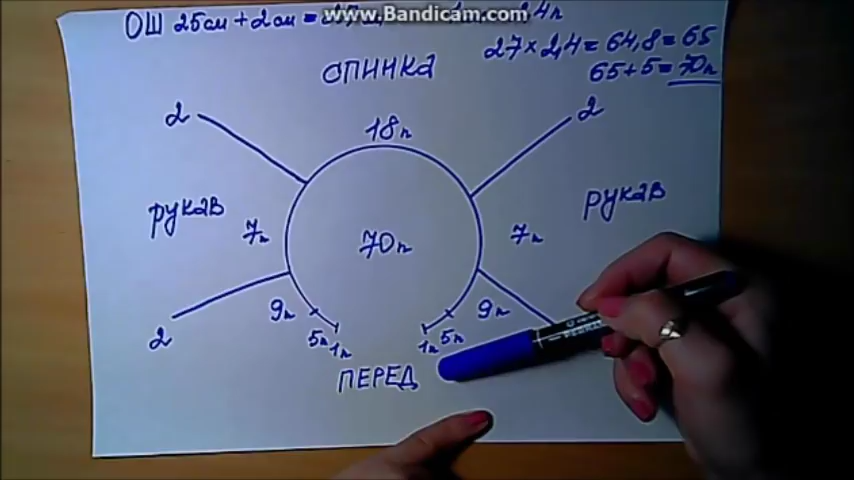 www.Bandicam.com
ОШ 25см + 2см =
27 × 2,4 = 64,8 = 65
65 + 5 = 70п
СПИНКА
2 18п 2
рукав 7п 70п 7п рукав
2 9п 5п 1п 1п 5п 9п
ПЕРЕД